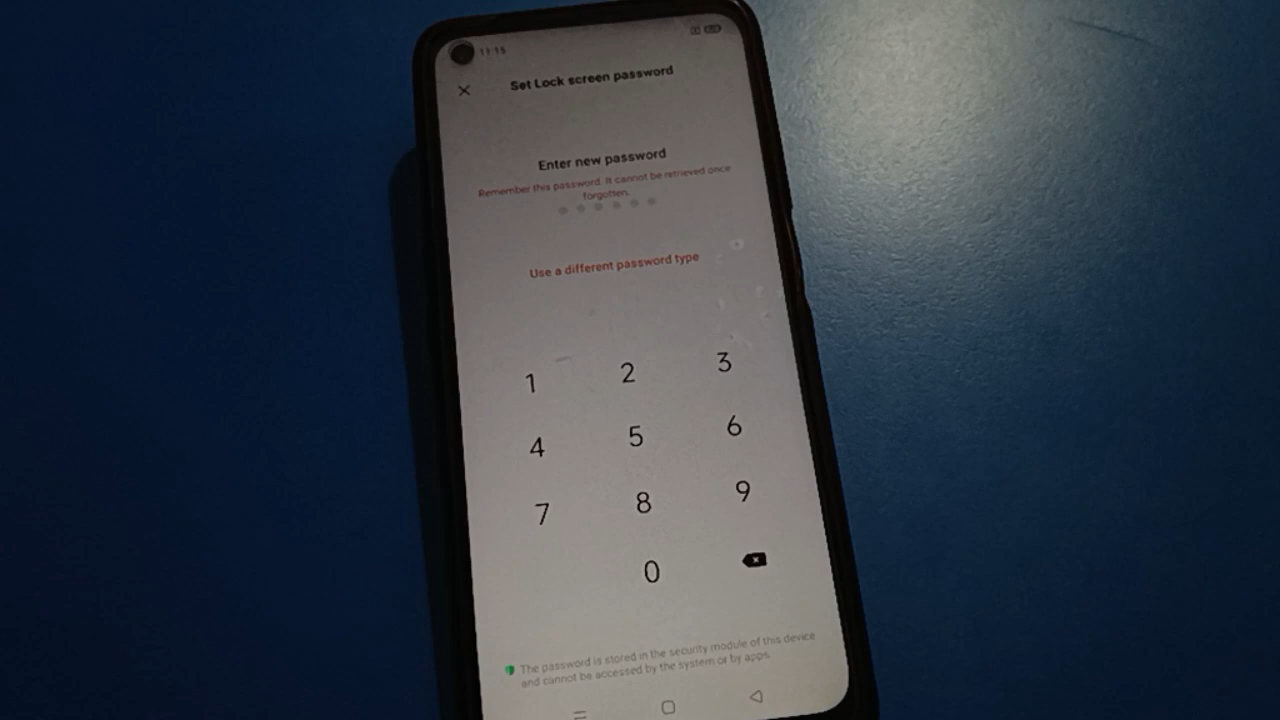 11:15
Set Lock screen password
Enter new password
Remember this password. It cannot be retrieved once
forgotten.
Use a different password type
1 2 3
4 5 6
7 8 9
0
The password is stored in the security module of this device
and cannot be accessed by the system or by apps.